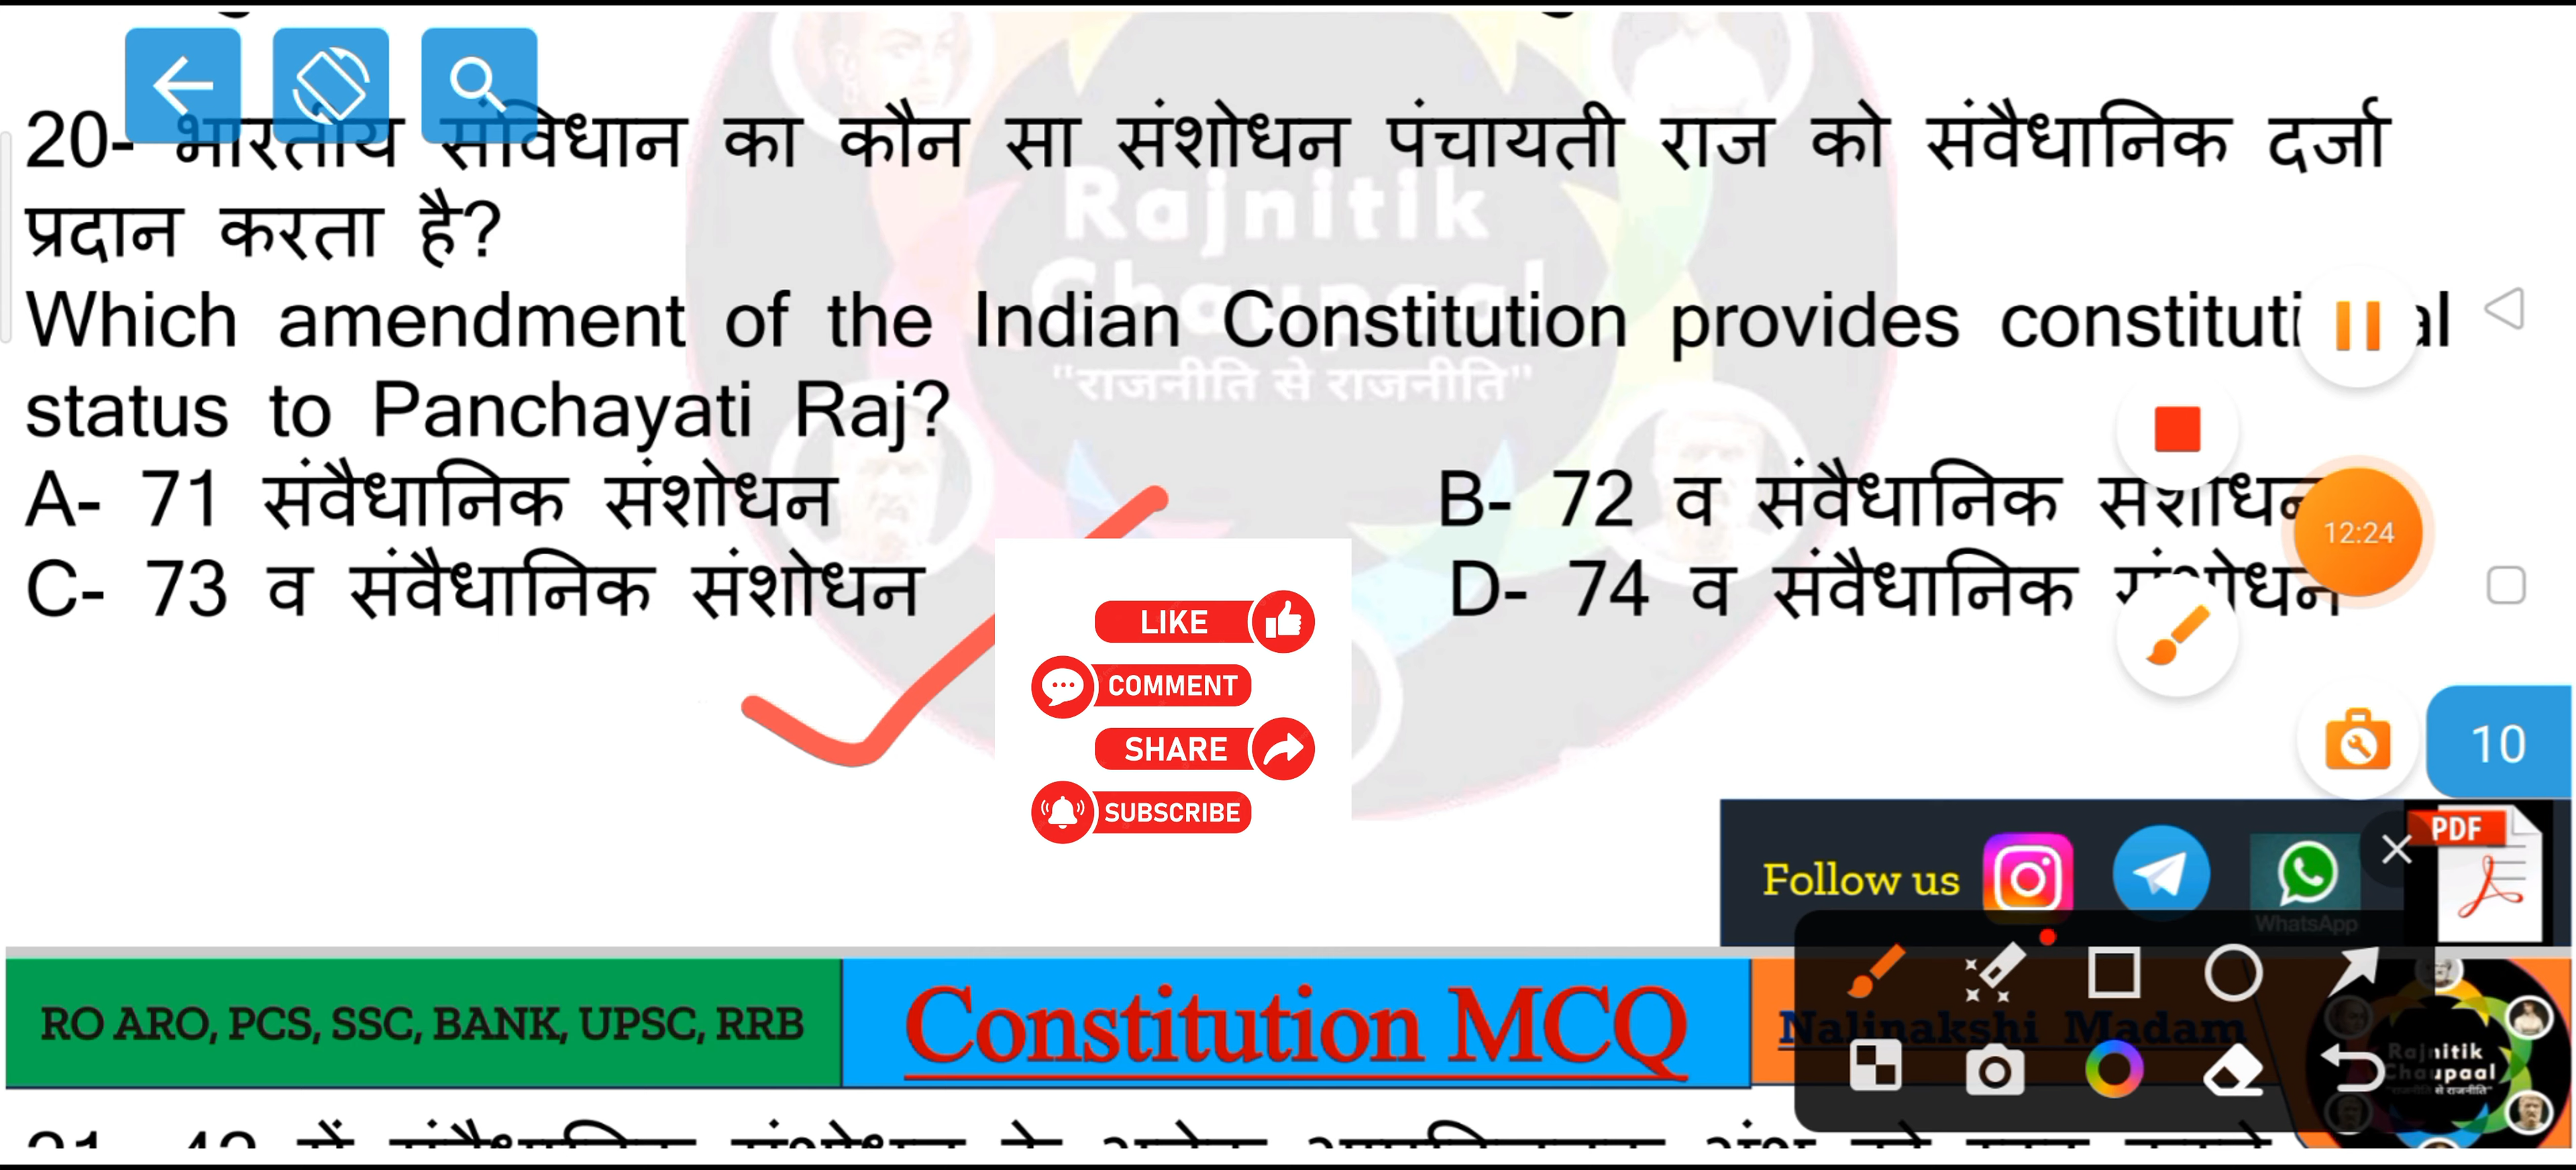 20- भारतीय संविधान का कौन सा संशोधन पंचायती राज को संवैधानिक दर्जा
प्रदान करता है?
Which amendment of the Indian Constitution provides
status to Panchayati Raj?
A- 71 संवैधानिक संशोधन
B- 72 व संवैधानिक संशोधन
C- 73 व संवैधानिक संशोधन
D- 74 व संवैधानिक संशोधन
Rajnitik
Chaupaal
"राजनीति से राजनीति"
12:24
LIKE
COMMENT
SHARE
SUBSCRIBE
10
Follow us
WhatsApp
PDF
RO ARO, PCS, SSC, BANK, UPSC, RRB
Constitution MCQ
Nalinakshi Madam
Rajnitik
Chaupaal